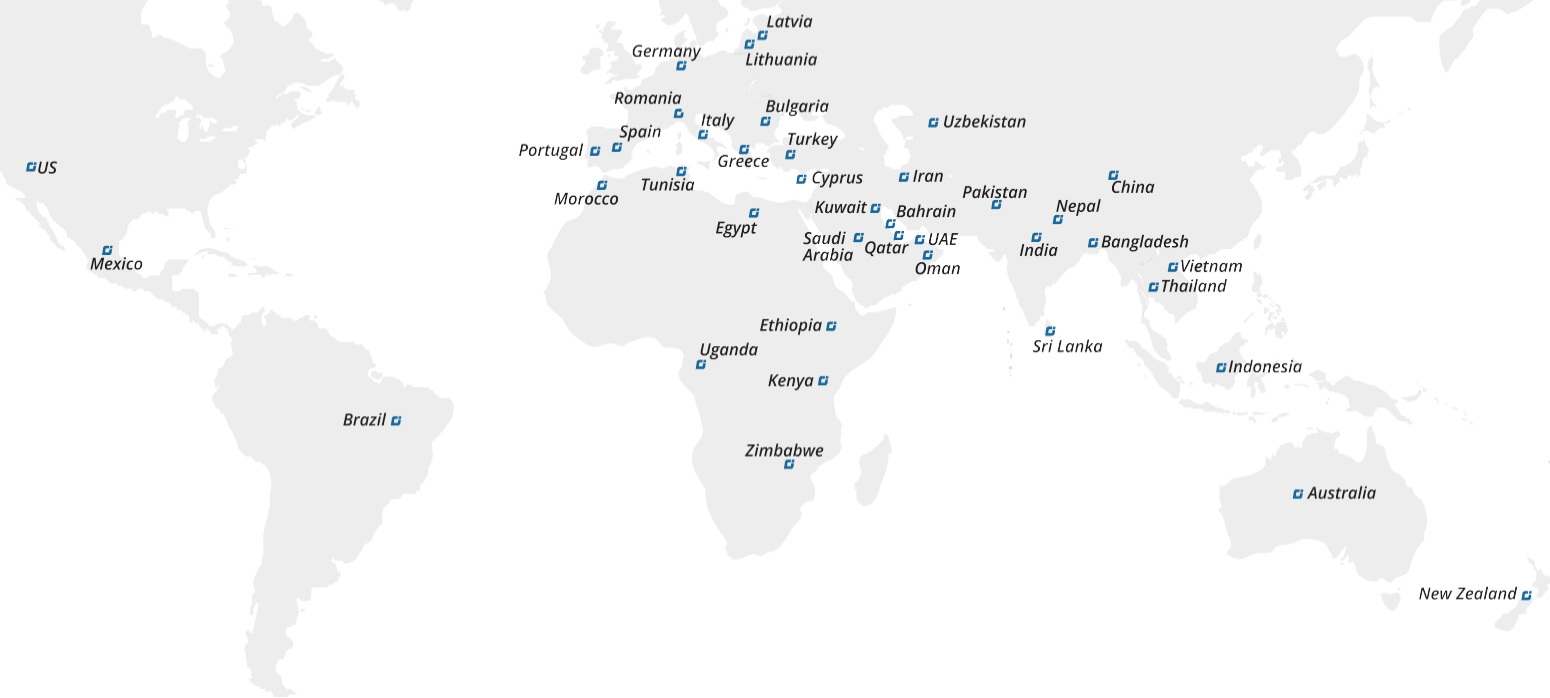 Latvia
Germany
Lithuania
Romania
Bulgaria
Italy
Uzbekistan
Spain
Turkey
Portugal
Greece
US
Iran
Cyprus
Tunisia
China
Pakistan
Morocco
Kuwait
Nepal
Bahrain
Egypt
Saudi
Arabia
Qatar
UAE
India
Bangladesh
Mexico
Oman
Vietnam
Thailand
Ethiopia
Sri Lanka
Uganda
Indonesia
Kenya
Brazil
Zimbabwe
Australia
New Zealand